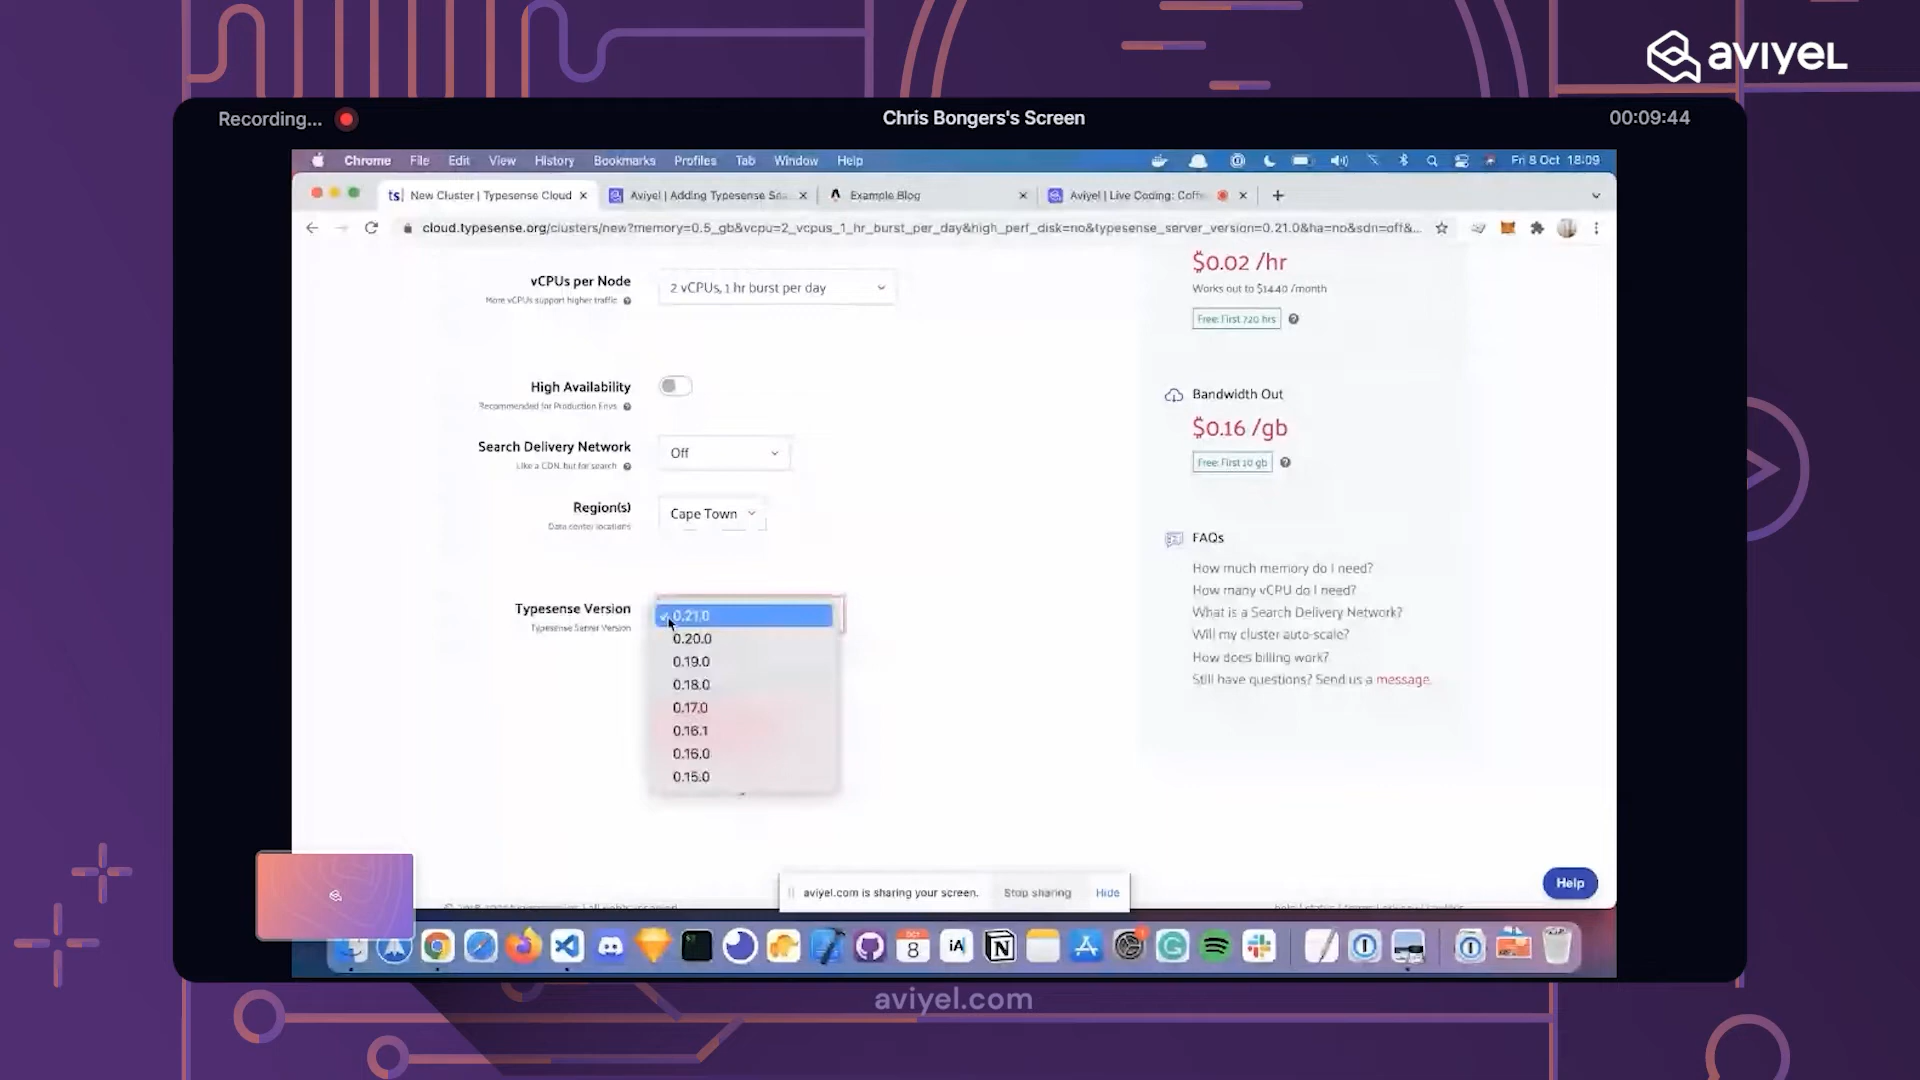 aviyel
Recording...
Chris Bongers's Screen
00:09:44
Chrome File Edit View History Bookmarks Profiles Tab Window Help
Fri 8 Oct 18:09
ts New Cluster | Typesense Cloud
Aviyel | Adding Typesense Sea
Example Blog
Aviyel | Live Coding: Coff
cloud.typesense.org/clusters/new?memory=0.5_gb&vcpu=2_vcpus_1_hr_burst_per_day&high_perf_disk=no&typesense_server_version=0.21.0&ha=no&sdn=off&...
vCPUs per Node
More vCPUs support higher traffic
2 vCPUs, 1 hr burst per day
$0.02 /hr
Works out to $14.40 /month
Free: First 720 hrs
High Availability
Recommended for Production Envs
Bandwidth Out
$0.16 /gb
Free: First 10 gb
Search Delivery Network
Like a CDN, but for search
Off
Region(s)
Data center locations
Cape Town
FAQs
How much memory do I need?
How many vCPU do I need?
What is a Search Delivery Network?
Will my cluster auto-scale?
How does billing work?
Still have questions? Send us a message.
Typesense Version
Typesense Server Version
0.21.0
0.20.0
0.19.0
0.18.0
0.17.0
0.16.1
0.16.0
0.15.0
aviyel.com is sharing your screen.
Stop sharing
Hide
Help
OCT
8
iA
aviyel.com